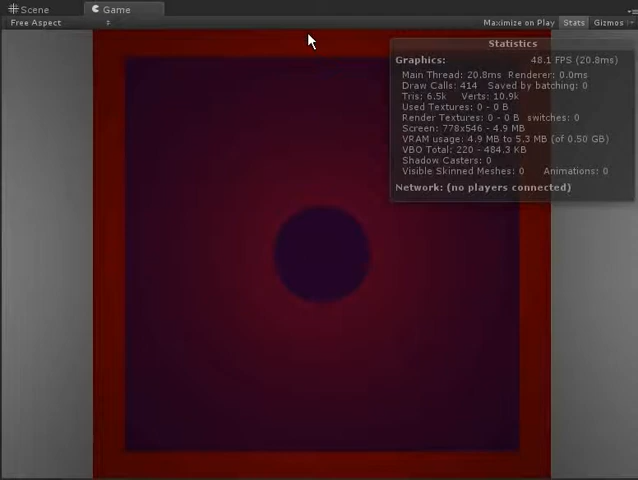 Scene Game
Free Aspect Maximize on Play Stats Gizmos
Statistics
Graphics: 48.1 FPS (20.8ms)
Main Thread: 20.8ms Renderer: 0.0ms
Draw Calls: 414 Saved by batching: 0
Tris: 6.5k Verts: 10.9k
Used Textures: 0 - 0 B
Render Textures: 0 - 0 B switches: 0
Screen: 778x546 - 4.9 MB
VRAM usage: 4.9 MB to 5.3 MB (of 0.50 GB)
VBO Total: 220 - 484.3 KB
Shadow Casters: 0
Visible Skinned Meshes: 0 Animations: 0
Network: (no players connected)